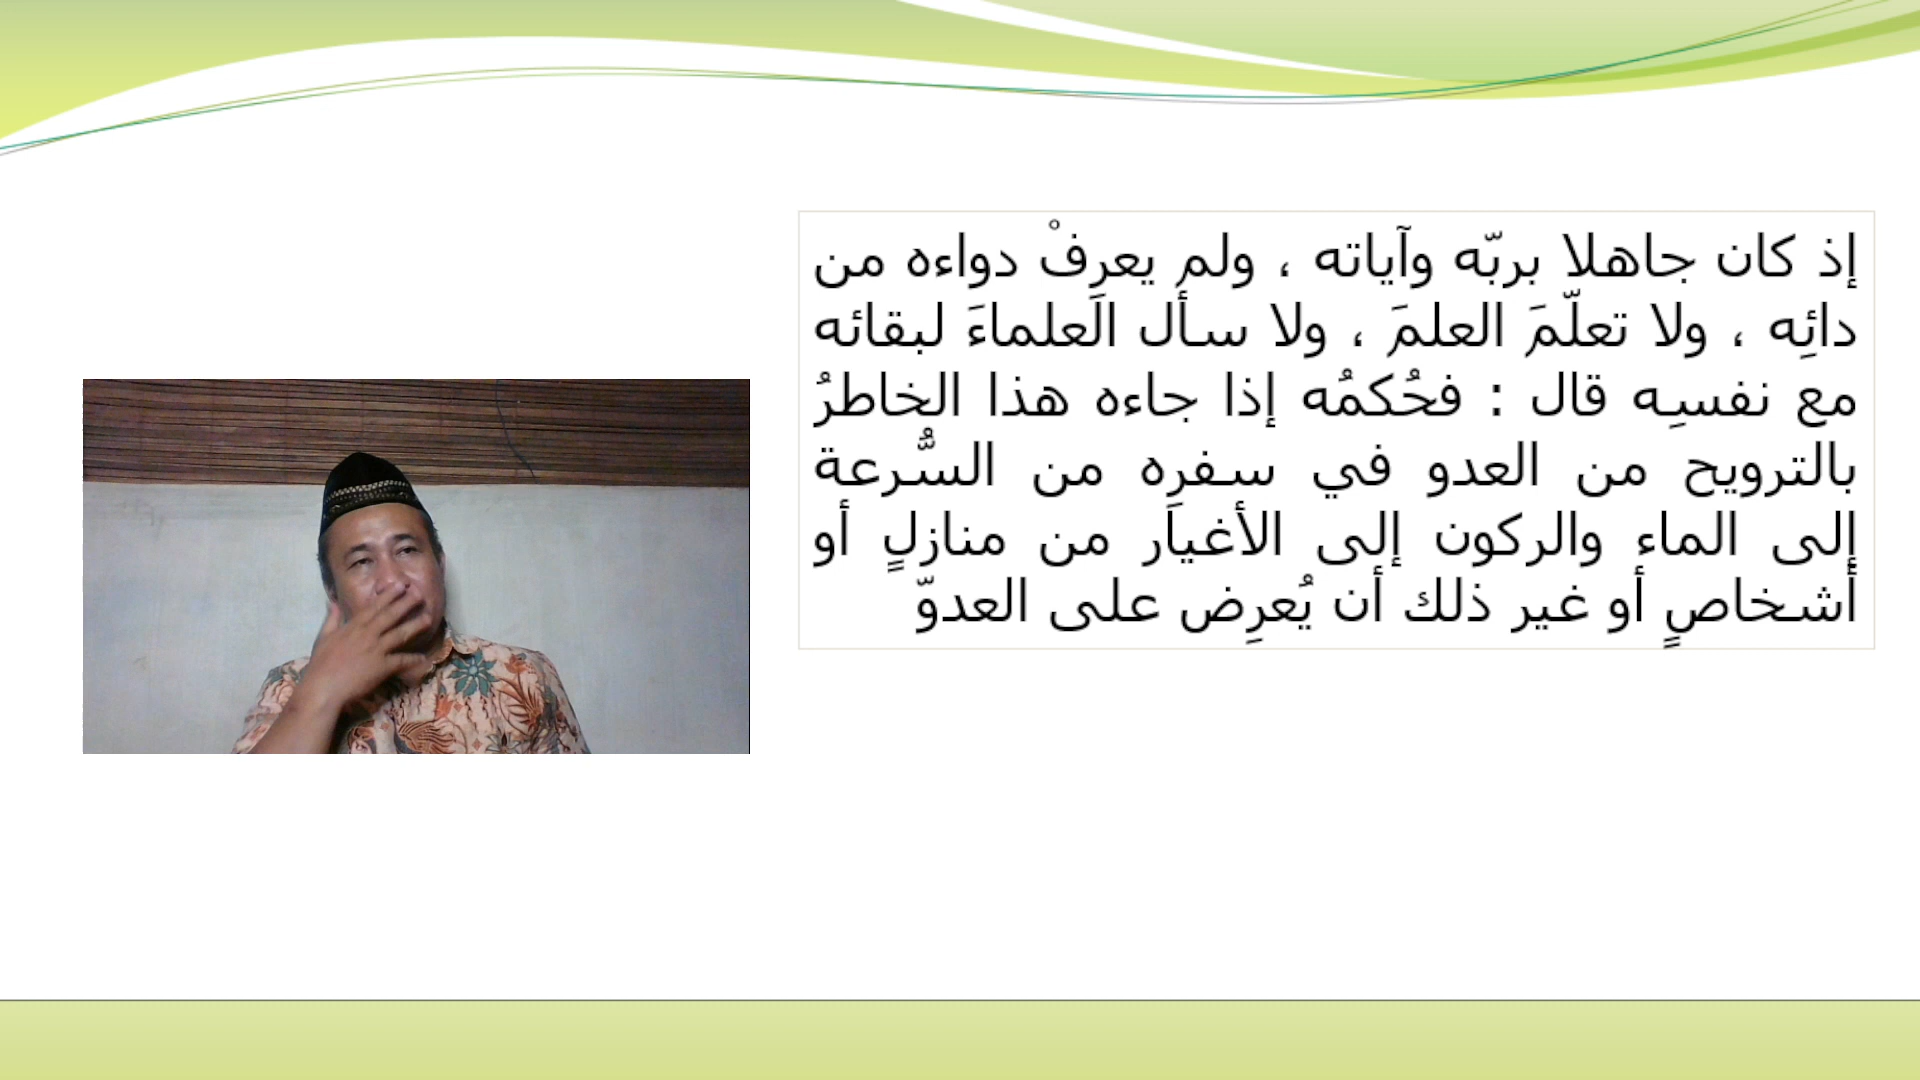 إذ كان جاهلا بربّه وآياته ، ولم يعرِفْ دواءه من
دائِه ، ولا تعلّمَ العلمَ ، ولا سأل العلماءَ لبقائه
مع نفسِه قال : فحُكمُه إذا جاءه هذا الخاطرُ
بالترويح من العدو في سفرِه من السُّرعة
إلى الماء والركون إلى الأغيار من منازلٍ أو
أشخاصٍ أو غير ذلك أن يُعرِض على العدوّ